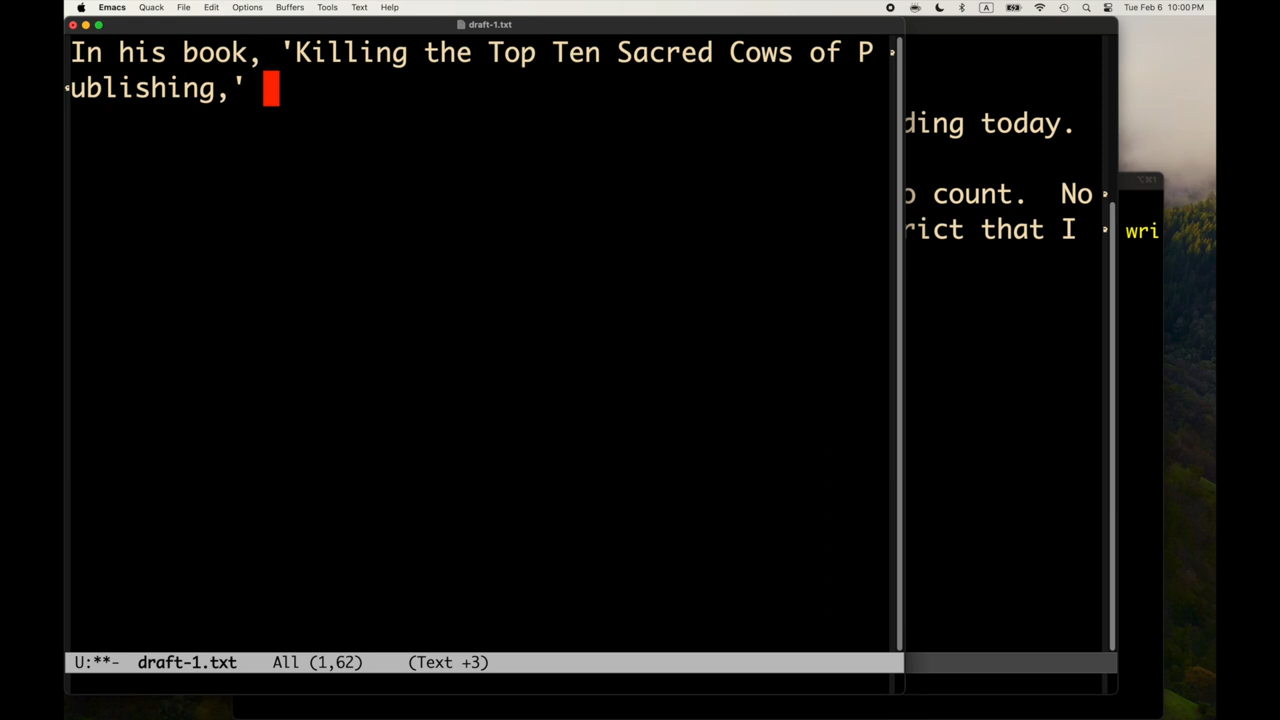 Emacs Quack File Edit Options Buffers Tools Text Help A Tue Feb 6 10:00 PM
draft-1.txt
In his book, 'Killing the Top Ten Sacred Cows of P
ublishing,'
ding today.
count. No
rict that I
wri
U:**- draft-1.txt All (1,62) (Text +3)